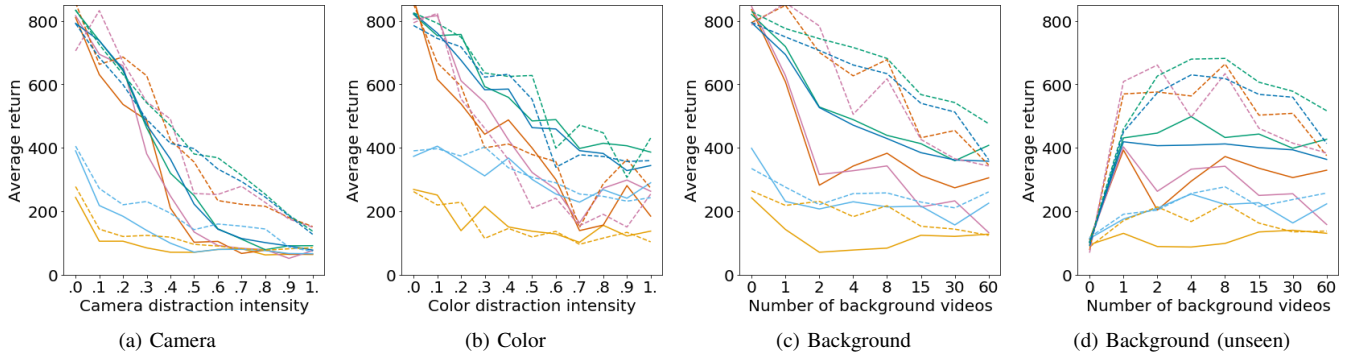 Average return
800
600
400
200
0
.0 .1 .2 .3 .4 .5 .6 .7 .8 .9 1.
Camera distraction intensity
(a) Camera
Average return
800
600
400
200
0
.0 .1 .2 .3 .4 .5 .6 .7 .8 .9 1.
Color distraction intensity
(b) Color
Average return
800
600
400
200
0
0 1 2 4 8 15 30 60
Number of background videos
(c) Background
Average return
800
600
400
200
0
0 1 2 4 8 15 30 60
Number of background videos
(d) Background (unseen)